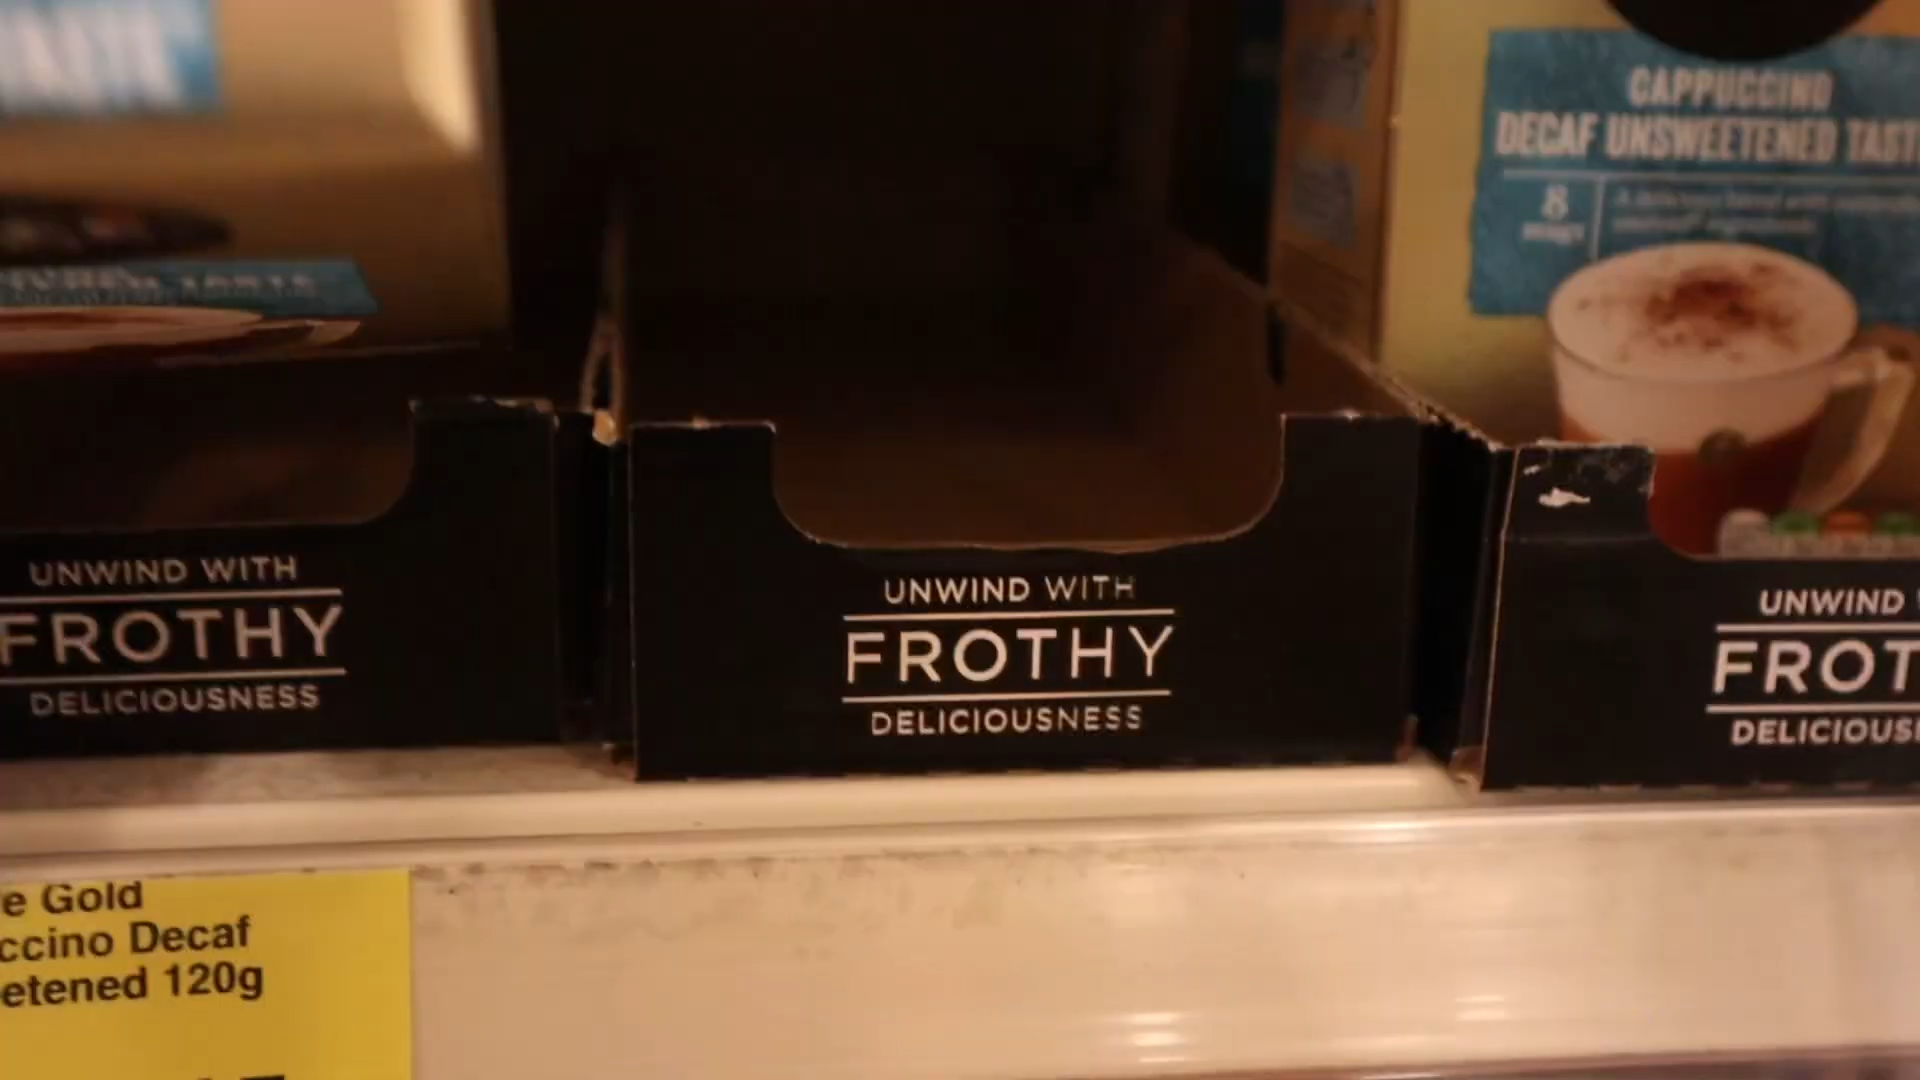 CAPPUCCINO
DECAF UNSWEETENED TAST
8
UNWIND WITH
FROTHY
DELICIOUSNESS
UNWIND WITH
FROTHY
DELICIOUSNESS
UNWIND
FROT
DELICIOUS
e Gold
ccino Decaf
etened 120g